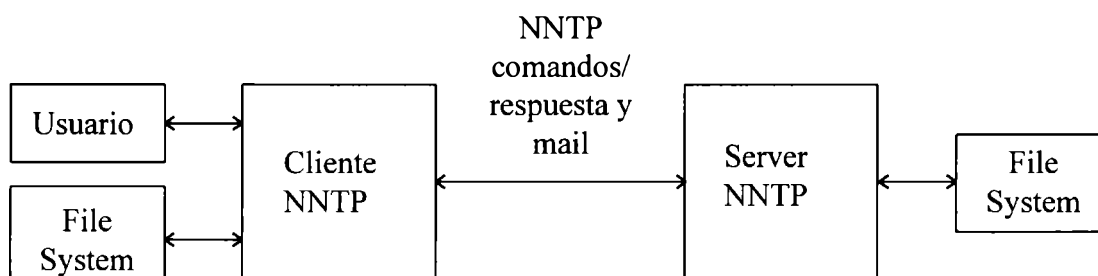 NNTP
comandos/
respuesta y
mail
Usuario
Cliente
NNTP
Server
NNTP
File
System
File
System